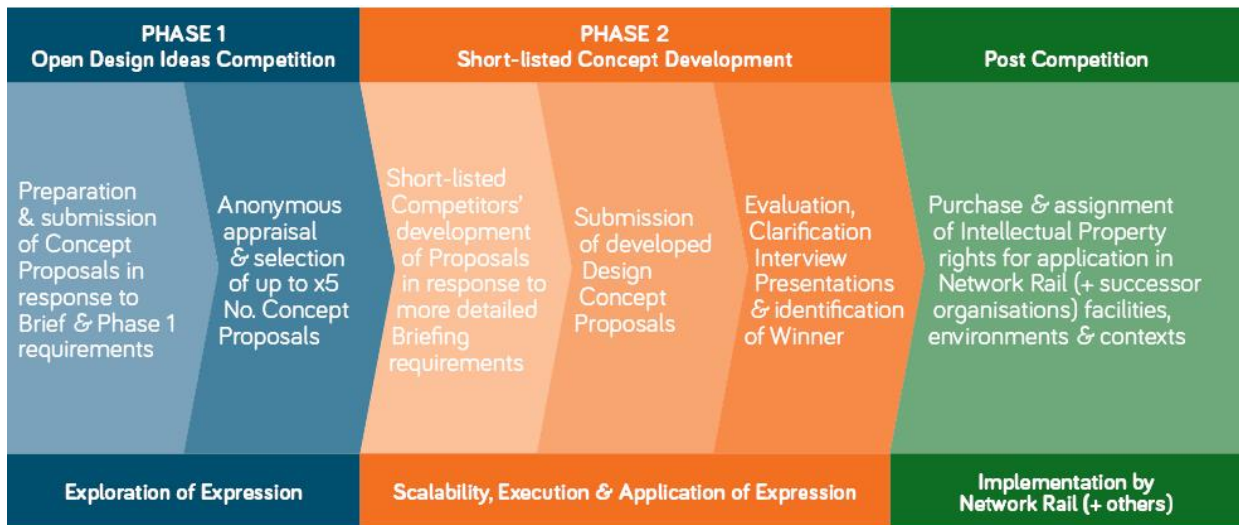 PHASE 1
Open Design Ideas Competition
PHASE 2
Short-listed Concept Development
Post Competition
Preparation
& submission
of Concept
Proposals in
response to
Brief & Phase 1
requirements
Anonymous
appraisal
& selection
of up to x5
No. Concept
Proposals
Short-listed
Competitors'
development
of Proposals
in response to
more detailed
Briefing
requirements
Submission
of developed
Design
Concept
Proposals
Evaluation,
Clarification
Interview
Presentations
& identification
of Winner
Purchase & assignment
of Intellectual Property
rights for application in
Network Rail (+ successor
organisations) facilities,
environments & contexts
Exploration of Expression
Scalability, Execution & Application of Expression
Implementation by
Network Rail (+ others)